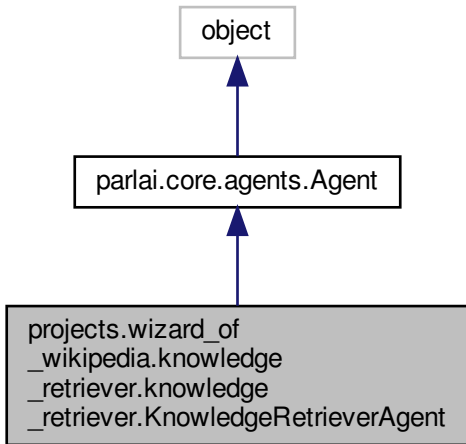 object
parlai.core.agents.Agent
projects.wizard_of
_wikipedia.knowledge
_retriever.knowledge
_retriever.KnowledgeRetrieverAgent